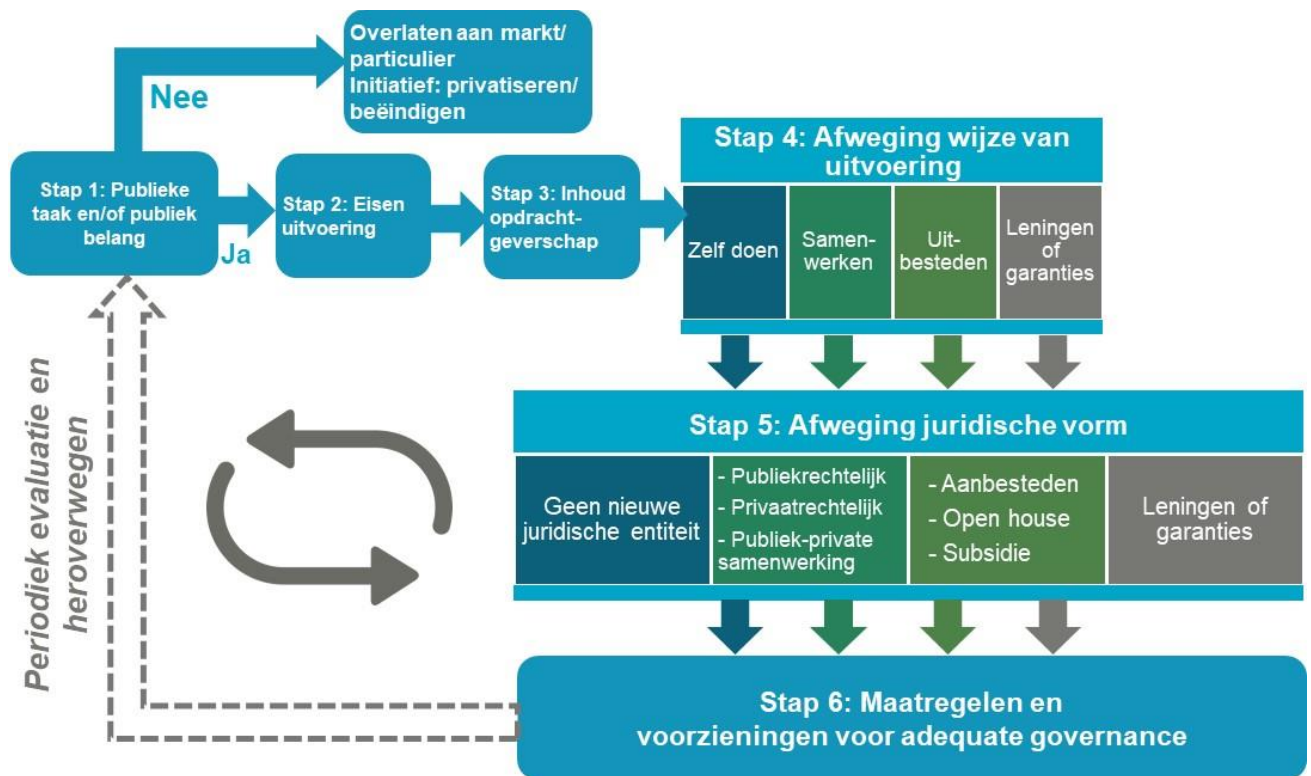 Overlaten aan markt/
particulier
Initiatief: privatiseren/
beëindigen
Nee
Stap 1: Publieke
taak en/of publiek
belang
Ja
Stap 2: Eisen
uitvoering
Stap 3: Inhoud
opdracht-
geverschap
Stap 4: Afweging wijze van
uitvoering
Zelf doen
Samen-
werken
Uit-
besteden
Leningen
of
garanties
Stap 5: Afweging juridische vorm
Geen nieuwe
juridische entiteit
- Publiekrechtelijk
- Privaatrechtelijk
- Publiek-private
samenwerking
- Aanbesteden
- Open house
- Subsidie
Leningen of
garanties
Stap 6: Maatregelen en
voorzieningen voor adequate governance
Periodiek evaluatie en
heroverwegen